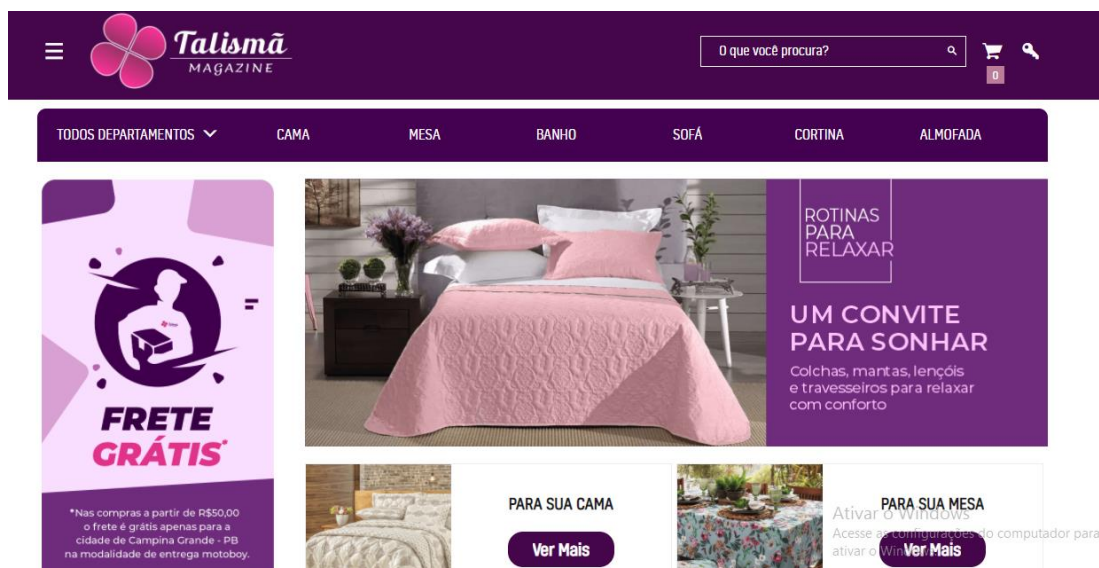 Talismã
MAGAZINE
O que você procura?
0
TODOS DEPARTAMENTOS
CAMA
MESA
BANHO
SOFÁ
CORTINA
ALMOFADA
FRETE
GRÁTIS*
*Nas compras a partir de R$50,00
o frete é grátis apenas para a
cidade de Campina Grande - PB
na modalidade de entrega motoboy.
ROTINAS
PARA
RELAXAR
UM CONVITE
PARA SONHAR
Colchas, mantas, lençóis
e travesseiros para relaxar
com conforto
PARA SUA CAMA
Ver Mais
PARA SUA MESA
Ver Mais
Ativar o Windows
Acesse as configurações do computador para
ativar o Windows.